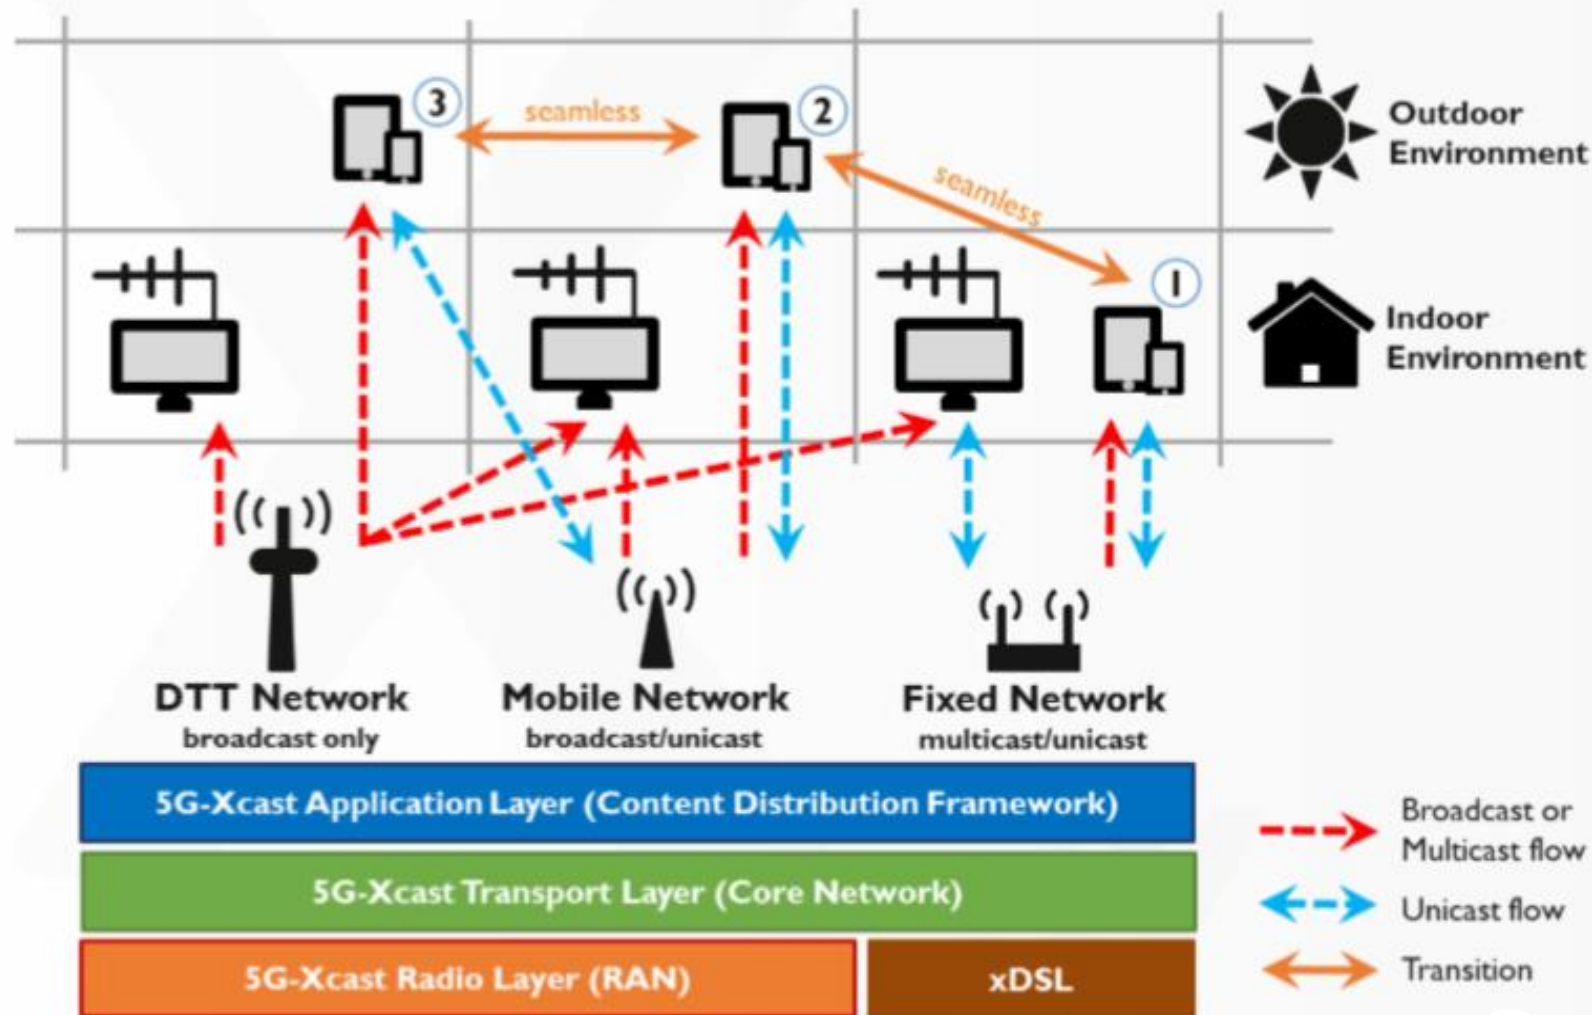 3
seamless
2
Outdoor
Environment
seamless
1
Indoor
Environment
DTT Network
broadcast only
Mobile Network
broadcast/unicast
Fixed Network
multicast/unicast
5G-Xcast Application Layer (Content Distribution Framework)
5G-Xcast Transport Layer (Core Network)
5G-Xcast Radio Layer (RAN)
xDSL
Broadcast or
Multicast flow
Unicast flow
Transition